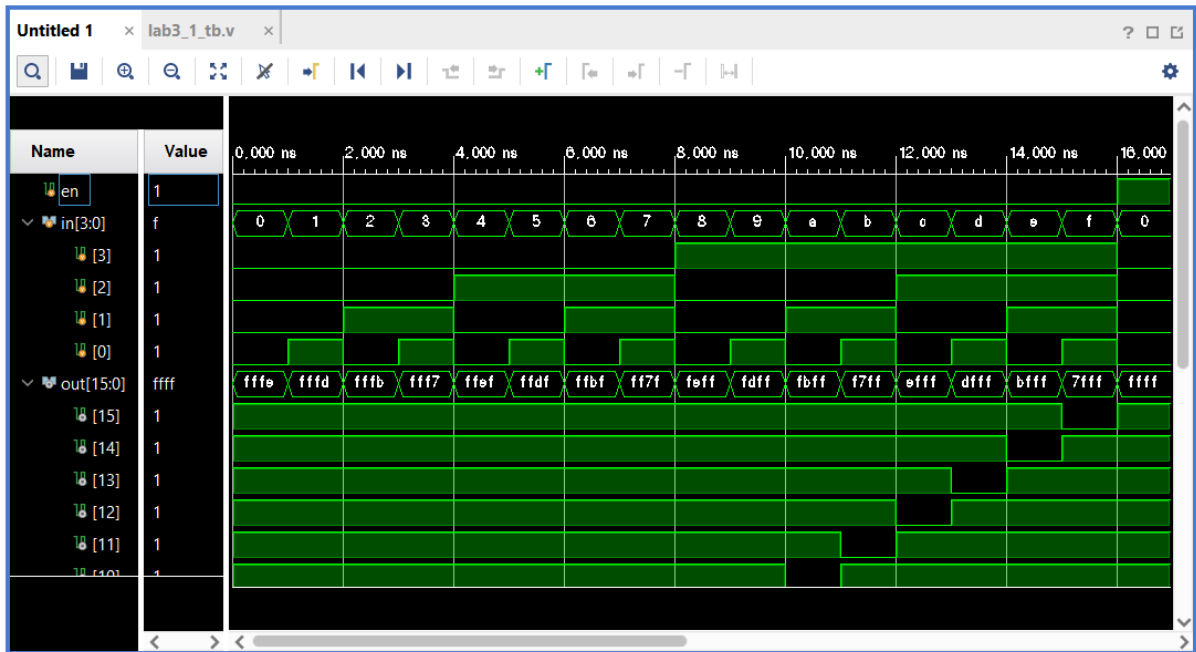 Untitled 1 × lab3_1_tb.v × ?
Name Value 0,000 ns 2,000 ns 4,000 ns 6,000 ns 8,000 ns 10,000 ns 12,000 ns 14,000 ns 16,000
en 1
in[3:0] f 0 1 2 3 4 5 6 7 8 9 a b c d e f 0
[3] 1
[2] 1
[1] 1
[0] 1
out[15:0] ffff fffe fffd fffb fff7 ffef ffdf ffbf ff7f feff fdff fbff f7ff efff dfff bfff 7fff ffff
[15] 1
[14] 1
[13] 1
[12] 1
[11] 1
[10] 1